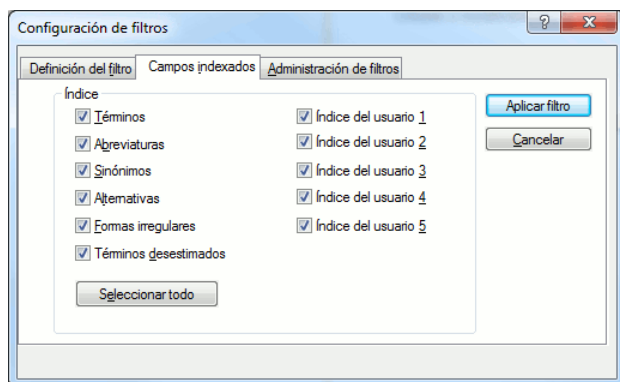 Configuración de filtros
Definición del filtro
Campos indexados
Administración de filtros
Índice
Términos
Abreviaturas
Sinónimos
Alternativas
Formas irregulares
Términos desestimados
Índice del usuario 1
Índice del usuario 2
Índice del usuario 3
Índice del usuario 4
Índice del usuario 5
Seleccionar todo
Aplicar filtro
Cancelar